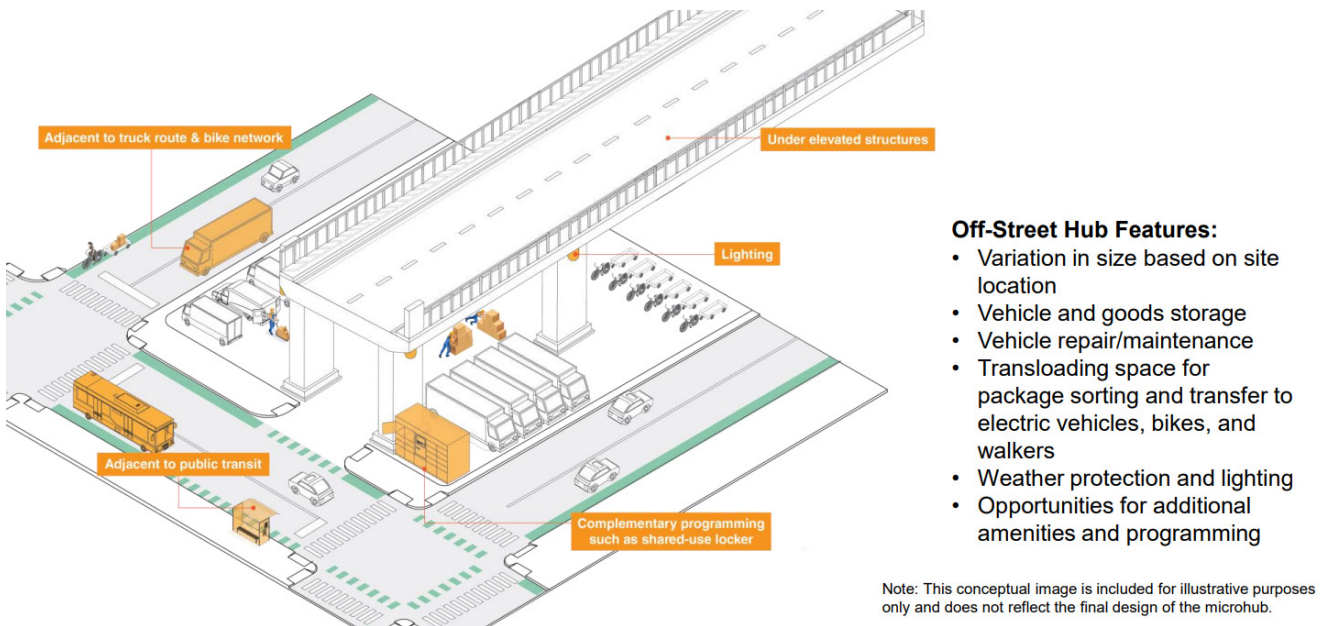 Adjacent to truck route & bike network
Under elevated structures
Lighting
Adjacent to public transit
Complementary programming
such as shared-use locker
Off-Street Hub Features:
• Variation in size based on site
location
• Vehicle and goods storage
• Vehicle repair/maintenance
• Transloading space for
package sorting and transfer to
electric vehicles, bikes, and
walkers
• Weather protection and lighting
• Opportunities for additional
amenities and programming
Note: This conceptual image is included for illustrative purposes
only and does not reflect the final design of the microhub.